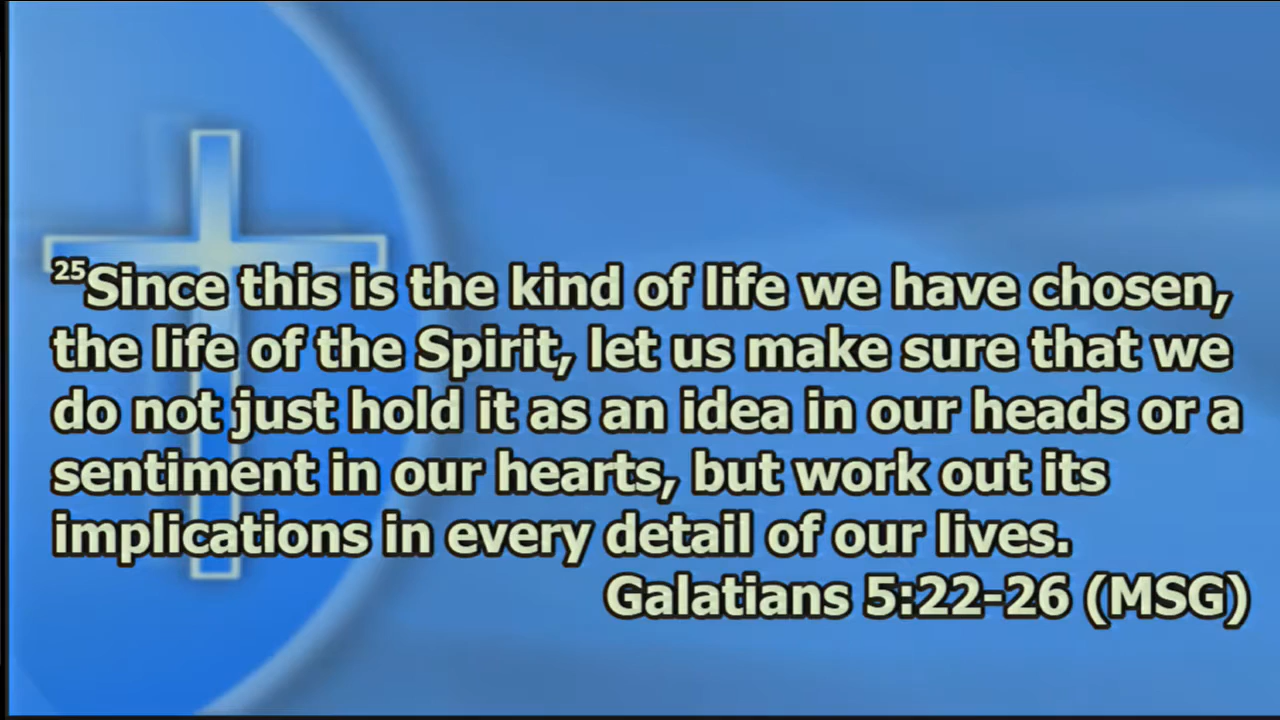 25Since this is the kind of life we have chosen,
the life of the Spirit, let us make sure that we
do not just hold it as an idea in our heads or a
sentiment in our hearts, but work out its
implications in every detail of our lives.
Galatians 5:22-26 (MSG)